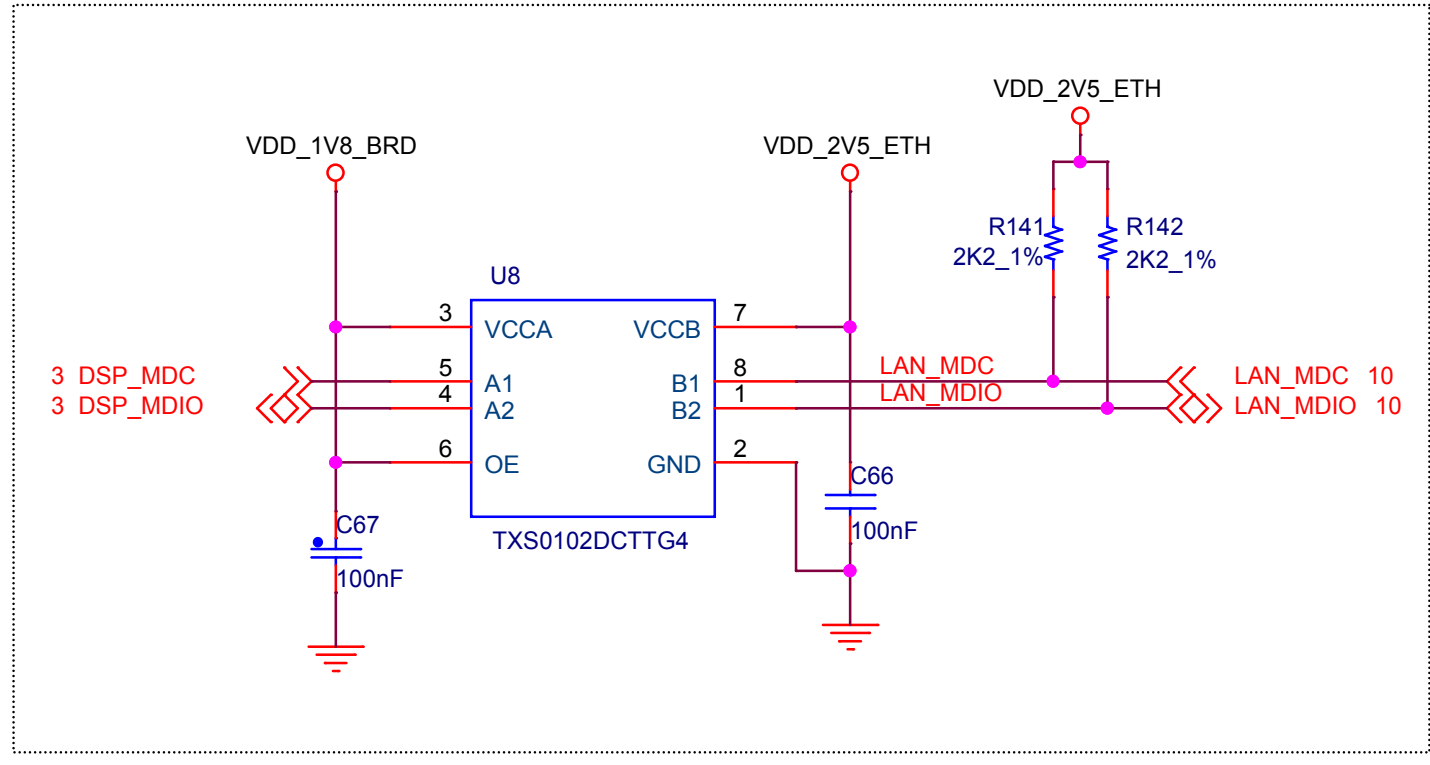 VDD_2V5_ETH
VDD_1V8_BRD
VDD_2V5_ETH
R141
2K2_1%
R142
2K2_1%
U8
3 VCCA
VCCB 7
3 DSP_MDC
5 A1
B1 8
LAN_MDC
LAN_MDC 10
3 DSP_MDIO
4 A2
B2 1
LAN_MDIO
LAN_MDIO 10
6 OE
GND 2
C66
100nF
C67
100nF
TXS0102DCTTG4